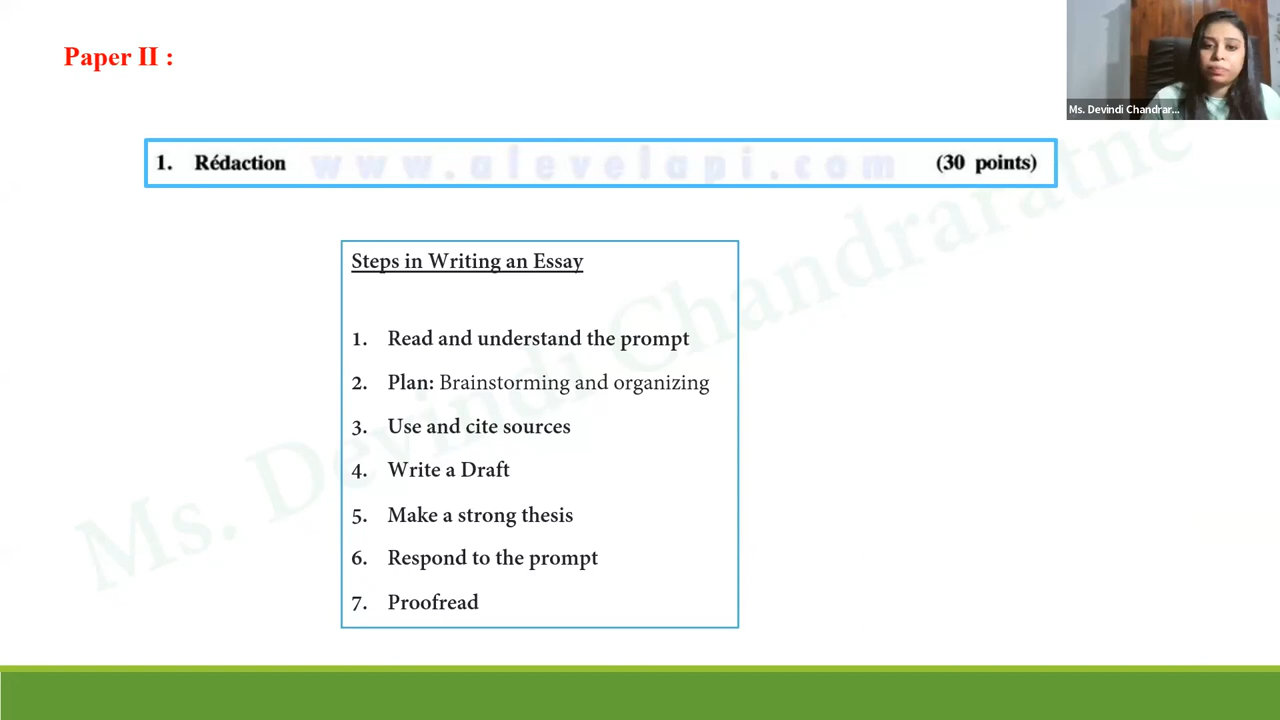 Paper II :
Ms. Devindi Chandrar...
1. Rédaction www.alevelapi.com (30 points)
Steps in Writing an Essay
1. Read and understand the prompt
2. Plan: Brainstorming and organizing
3. Use and cite sources
4. Write a Draft
5. Make a strong thesis
6. Respond to the prompt
7. Proofread
Ms. Devindi Chandraratne